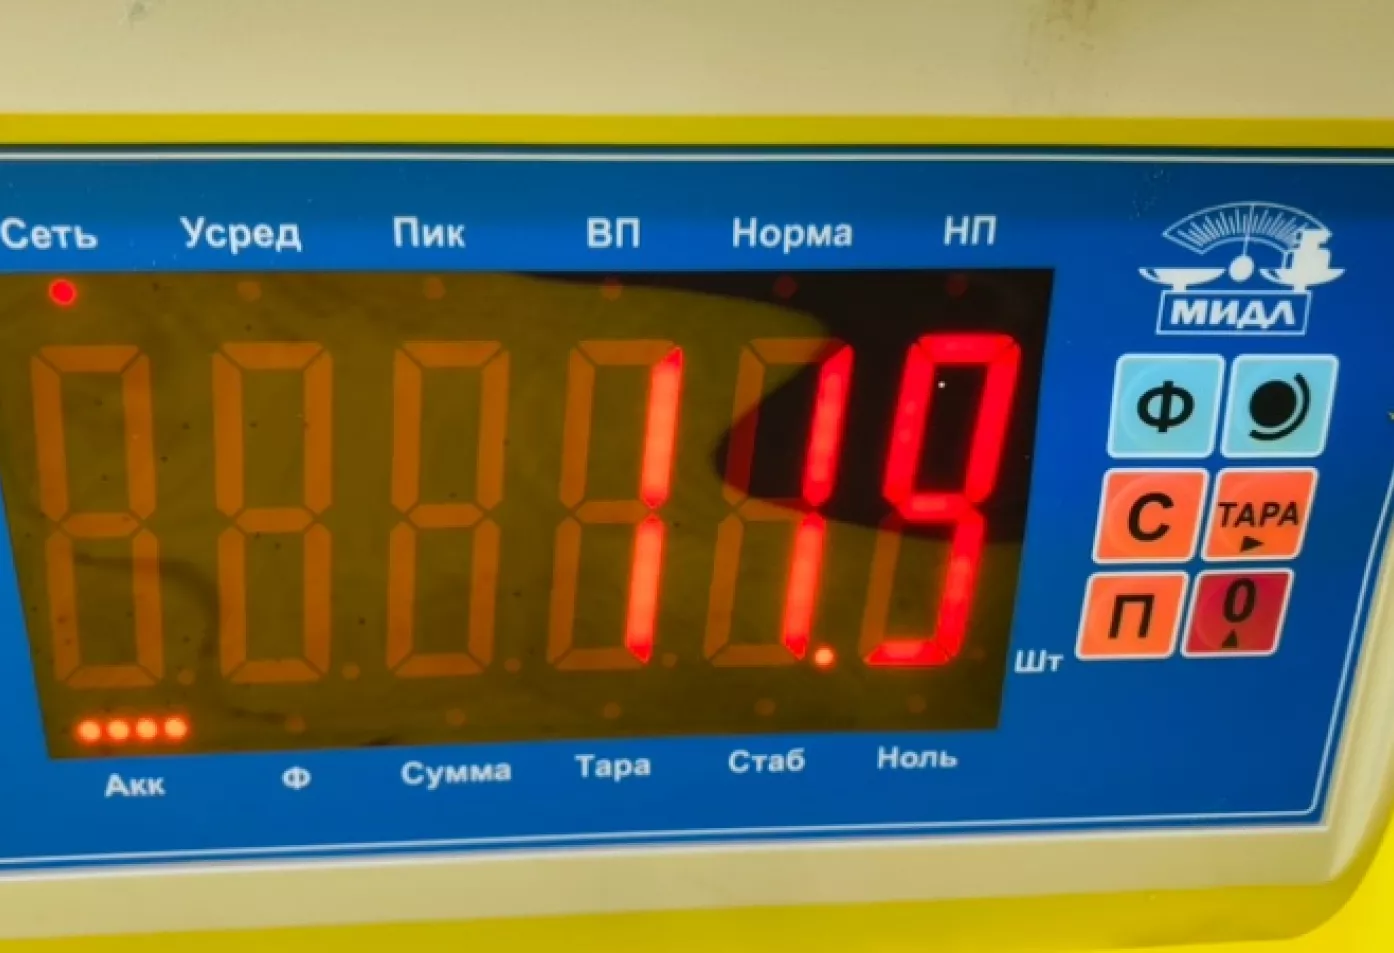 Сеть Усред Пик ВП Норма НП
МИДЛ
11.9
Ф
С ТАРА
П 0
Шт
Акк Ф Сумма Тара Стаб Ноль